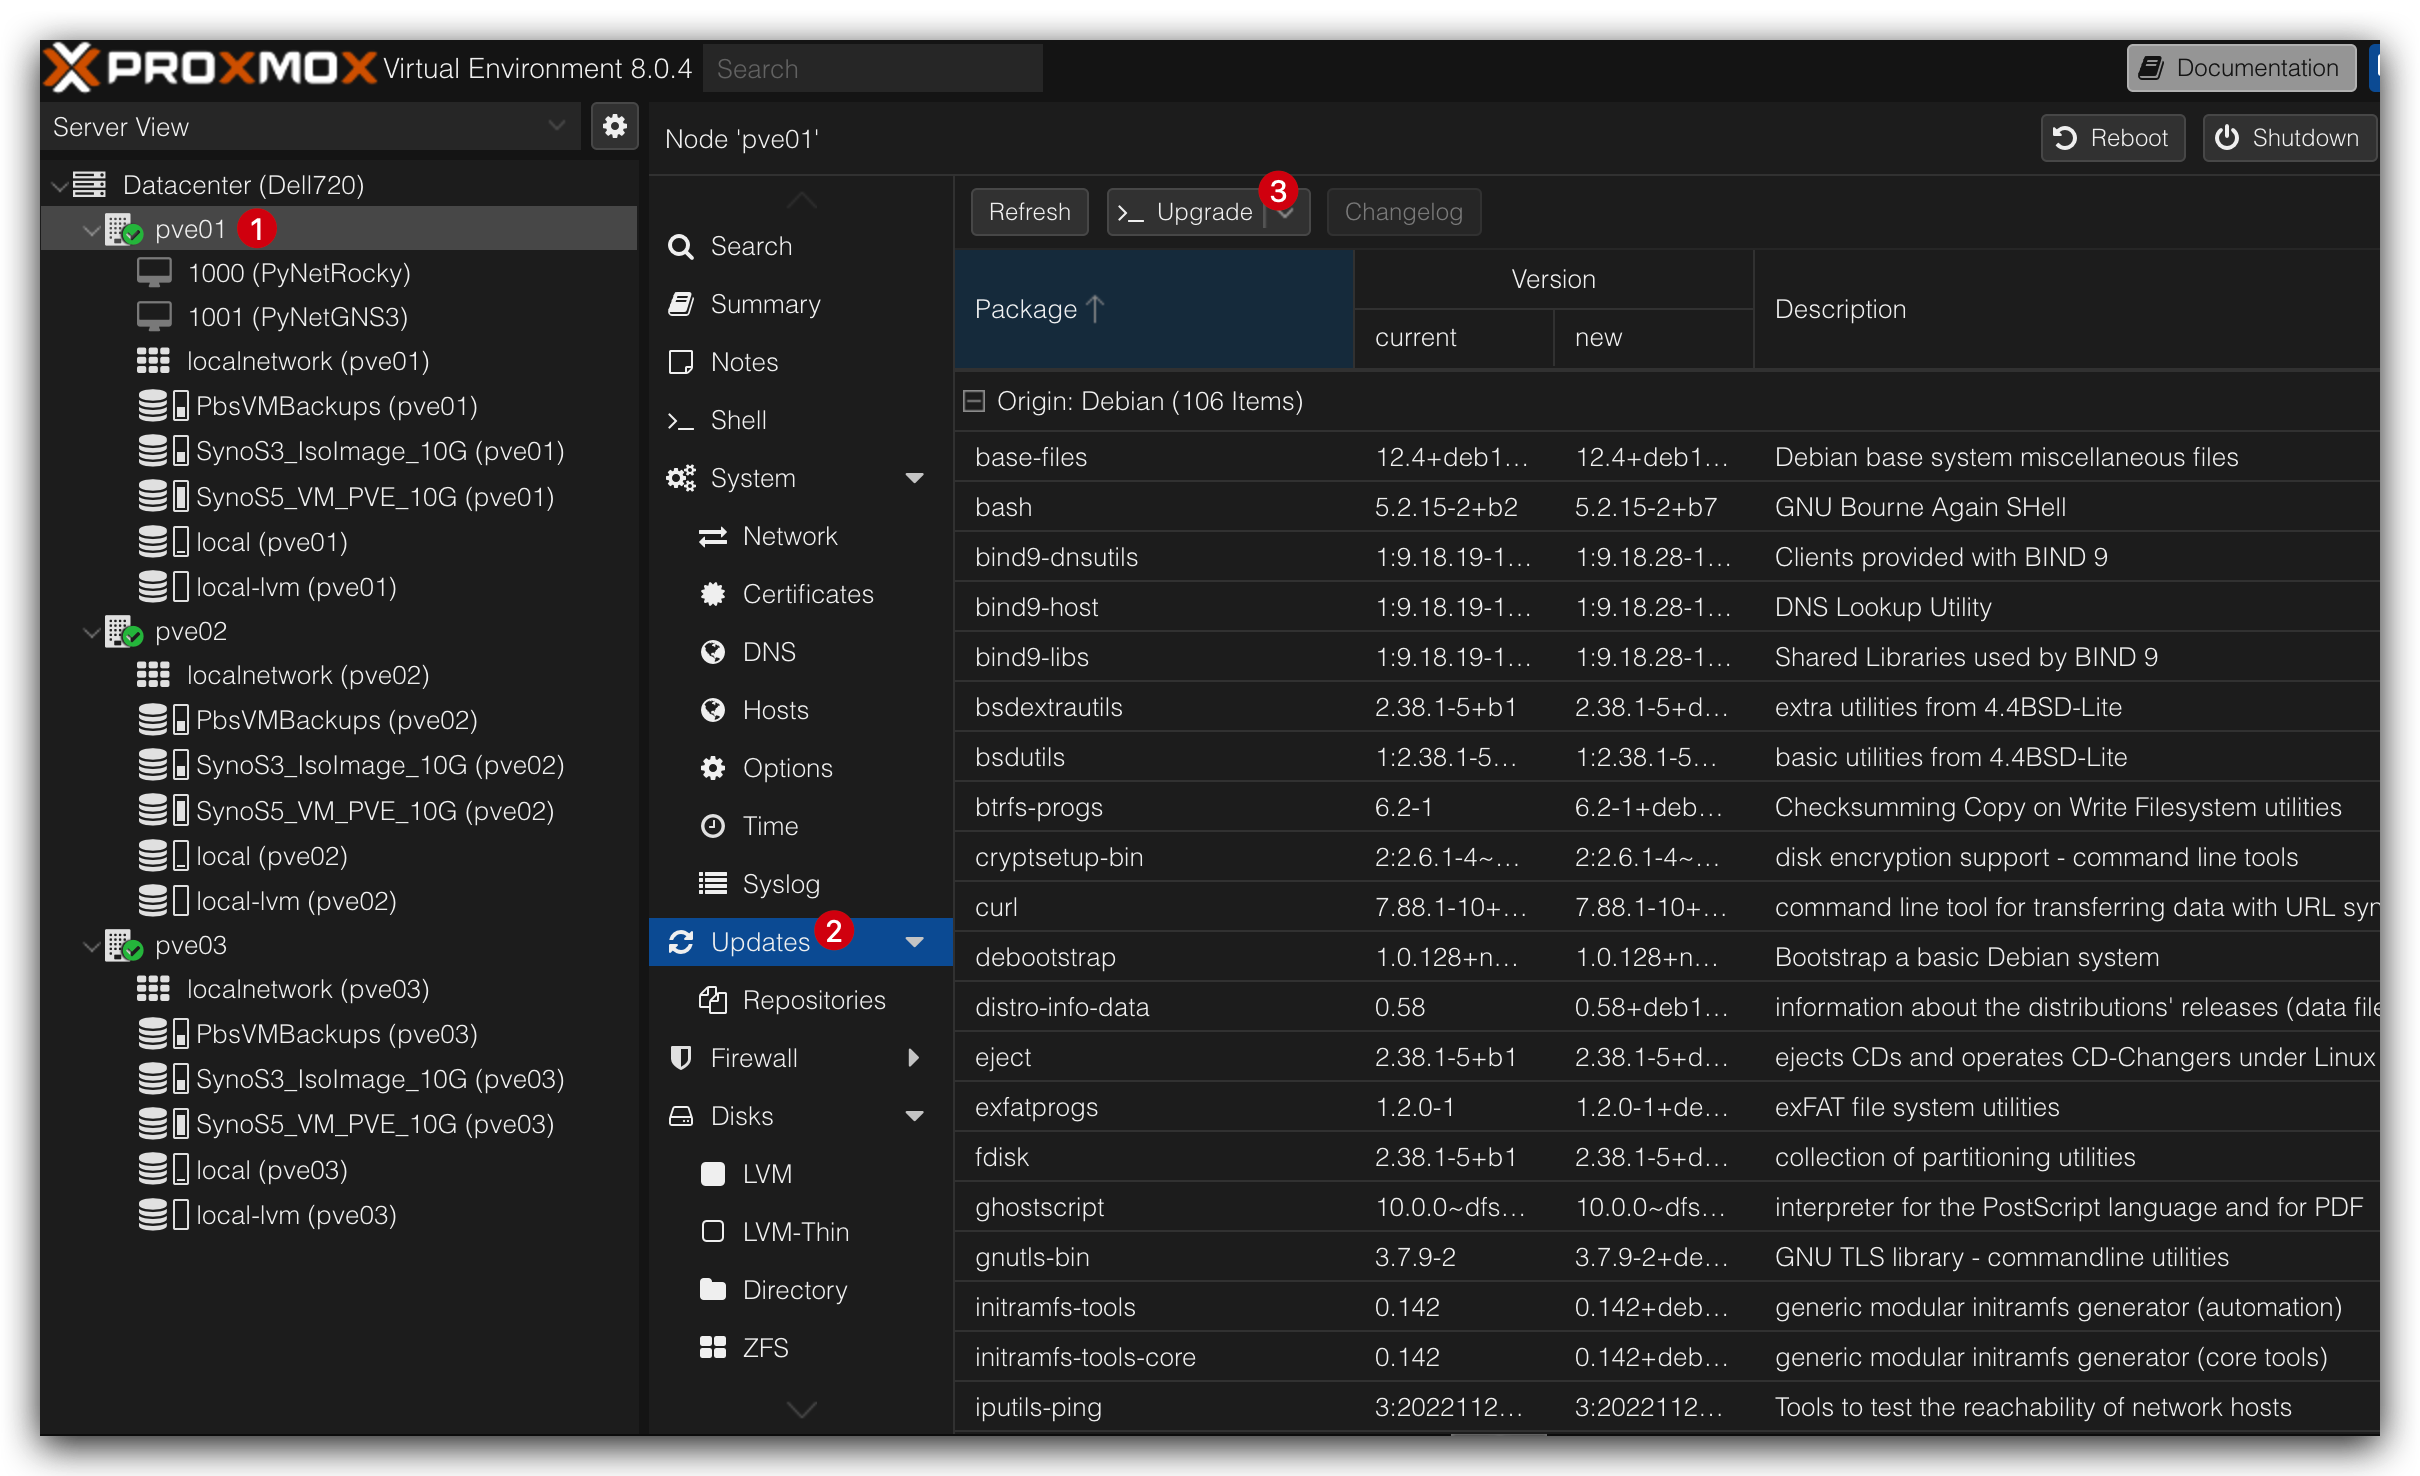 PROXMOX Virtual Environment 8.0.4 Search Documentation
Server View
Node 'pve01' Reboot Shutdown
Datacenter (Dell720)
pve01 1
1000 (PyNetRocky)
1001 (PyNetGNS3)
localnetwork (pve01)
PbsVMBackups (pve01)
SynoS3_IsoImage_10G (pve01)
SynoS5_VM_PVE_10G (pve01)
local (pve01)
local-lvm (pve01)
pve02
localnetwork (pve02)
PbsVMBackups (pve02)
SynoS3_IsoImage_10G (pve02)
SynoS5_VM_PVE_10G (pve02)
local (pve02)
local-lvm (pve02)
pve03
localnetwork (pve03)
PbsVMBackups (pve03)
SynoS3_IsoImage_10G (pve03)
SynoS5_VM_PVE_10G (pve03)
local (pve03)
local-lvm (pve03)
Search
Summary
Notes
Shell
System
Network
Certificates
DNS
Hosts
Options
Time
Syslog
Updates 2
Repositories
Firewall
Disks
LVM
LVM-Thin
Directory
ZFS
Refresh >_ Upgrade 3 Changelog
Package Version Description
current new
Origin: Debian (106 Items)
base-files 12.4+deb1… 12.4+deb1… Debian base system miscellaneous files
bash 5.2.15-2+b2 5.2.15-2+b7 GNU Bourne Again SHell
bind9-dnsutils 1:9.18.19-1… 1:9.18.28-1… Clients provided with BIND 9
bind9-host 1:9.18.19-1… 1:9.18.28-1… DNS Lookup Utility
bind9-libs 1:9.18.19-1… 1:9.18.28-1… Shared Libraries used by BIND 9
bsdextrautils 2.38.1-5+b1 2.38.1-5+d… extra utilities from 4.4BSD-Lite
bsdutils 1:2.38.1-5… 1:2.38.1-5… basic utilities from 4.4BSD-Lite
btrfs-progs 6.2-1 6.2-1+deb… Checksumming Copy on Write Filesystem utilities
cryptsetup-bin 2:2.6.1-4~… 2:2.6.1-4~… disk encryption support - command line tools
curl 7.88.1-10+… 7.88.1-10+… command line tool for transferring data with URL syn
debootstrap 1.0.128+n… 1.0.128+n… Bootstrap a basic Debian system
distro-info-data 0.58 0.58+deb1… information about the distributions' releases (data file
eject 2.38.1-5+b1 2.38.1-5+d… ejects CDs and operates CD-Changers under Linux
exfatprogs 1.2.0-1 1.2.0-1+de… exFAT file system utilities
fdisk 2.38.1-5+b1 2.38.1-5+d… collection of partitioning utilities
ghostscript 10.0.0~dfs… 10.0.0~dfs… interpreter for the PostScript language and for PDF
gnutls-bin 3.7.9-2 3.7.9-2+de… GNU TLS library - commandline utilities
initramfs-tools 0.142 0.142+deb… generic modular initramfs generator (automation)
initramfs-tools-core 0.142 0.142+deb… generic modular initramfs generator (core tools)
iputils-ping 3:2022112… 3:2022112… Tools to test the reachability of network hosts